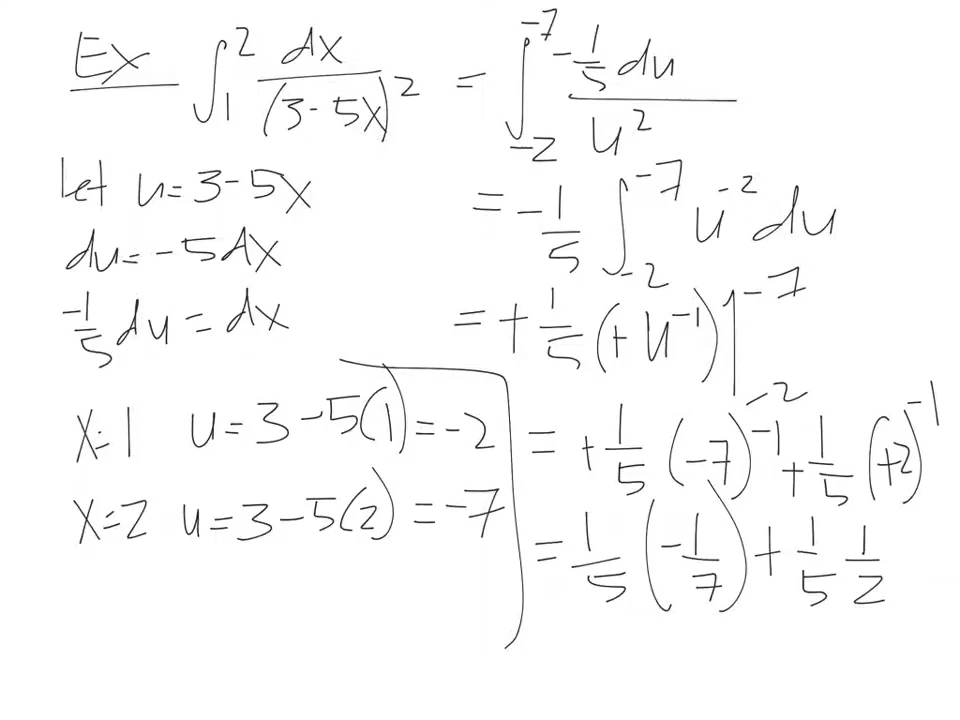 Ex ∫₁² dx/(3-5x)² = ∫₋₂⁻⁷ -1/5 du / u²
let u = 3-5x
du = -5dx
-1/5 du = dx
= -1/5 ∫₋₂⁻⁷ u⁻² du
= +1/5 (+u⁻¹)|₋₂⁻⁷
x=1 u = 3-5(1) = -2
x=2 u = 3-5(2) = -7
= +1/5 (-7)⁻¹ + 1/5 (+2)⁻¹
= 1/5 (-1/7) + 1/5 1/2